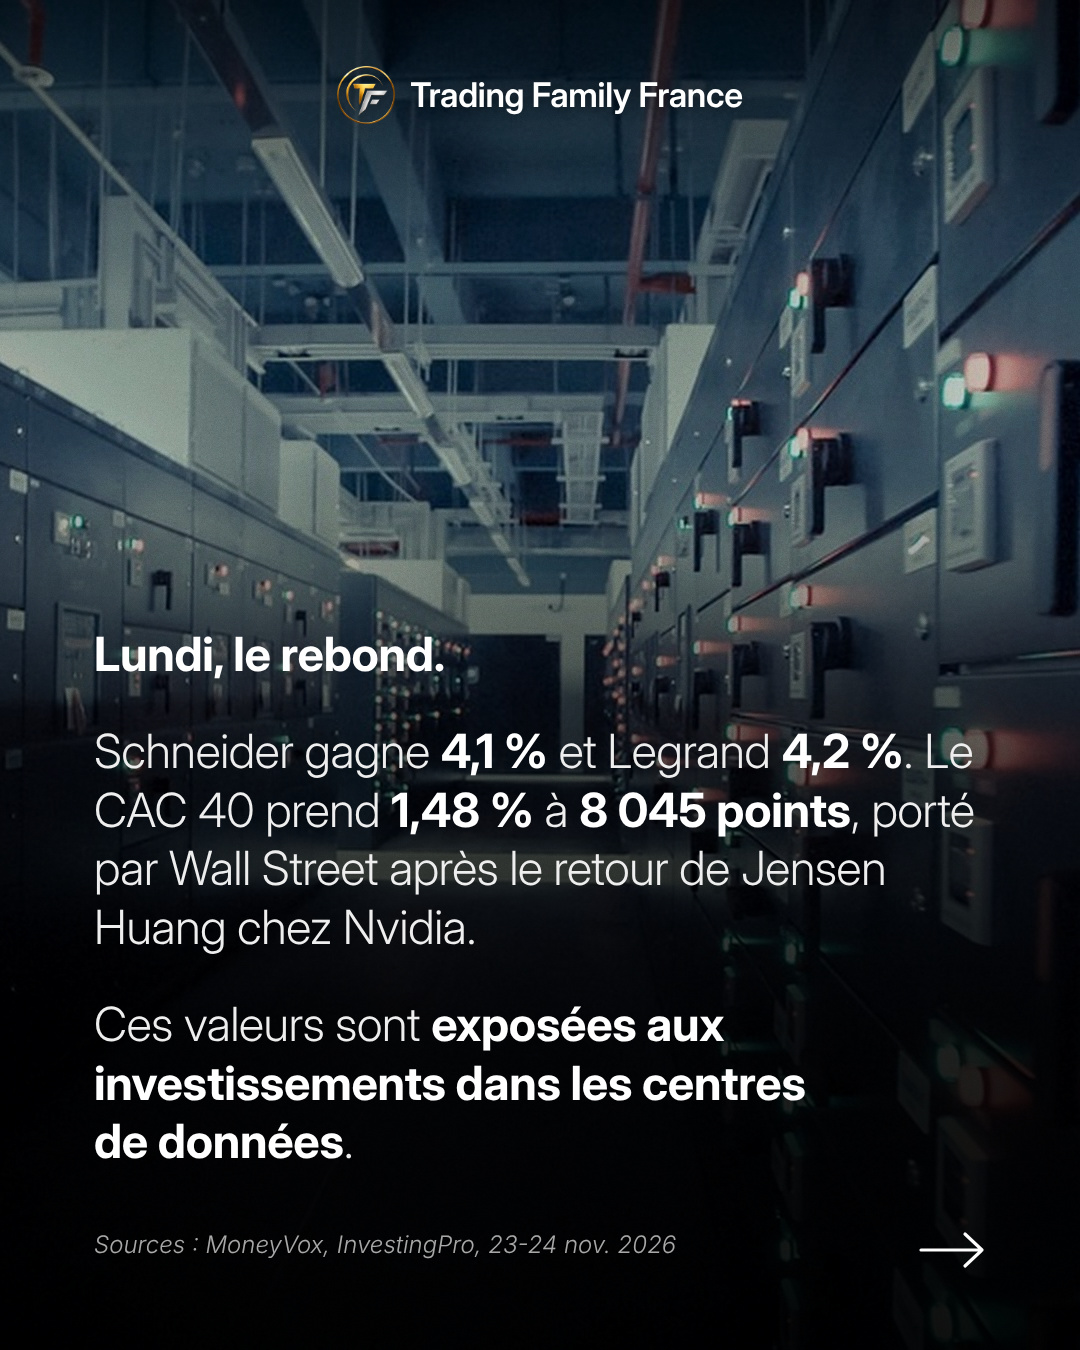 TF Trading Family France
Lundi, le rebond.
Schneider gagne 4,1 % et Legrand 4,2 %. Le
CAC 40 prend 1,48 % à 8 045 points, porté
par Wall Street après le retour de Jensen
Huang chez Nvidia.
Ces valeurs sont exposées aux
investissements dans les centres
de données.
Sources : MoneyVox, InvestingPro, 23-24 nov. 2026